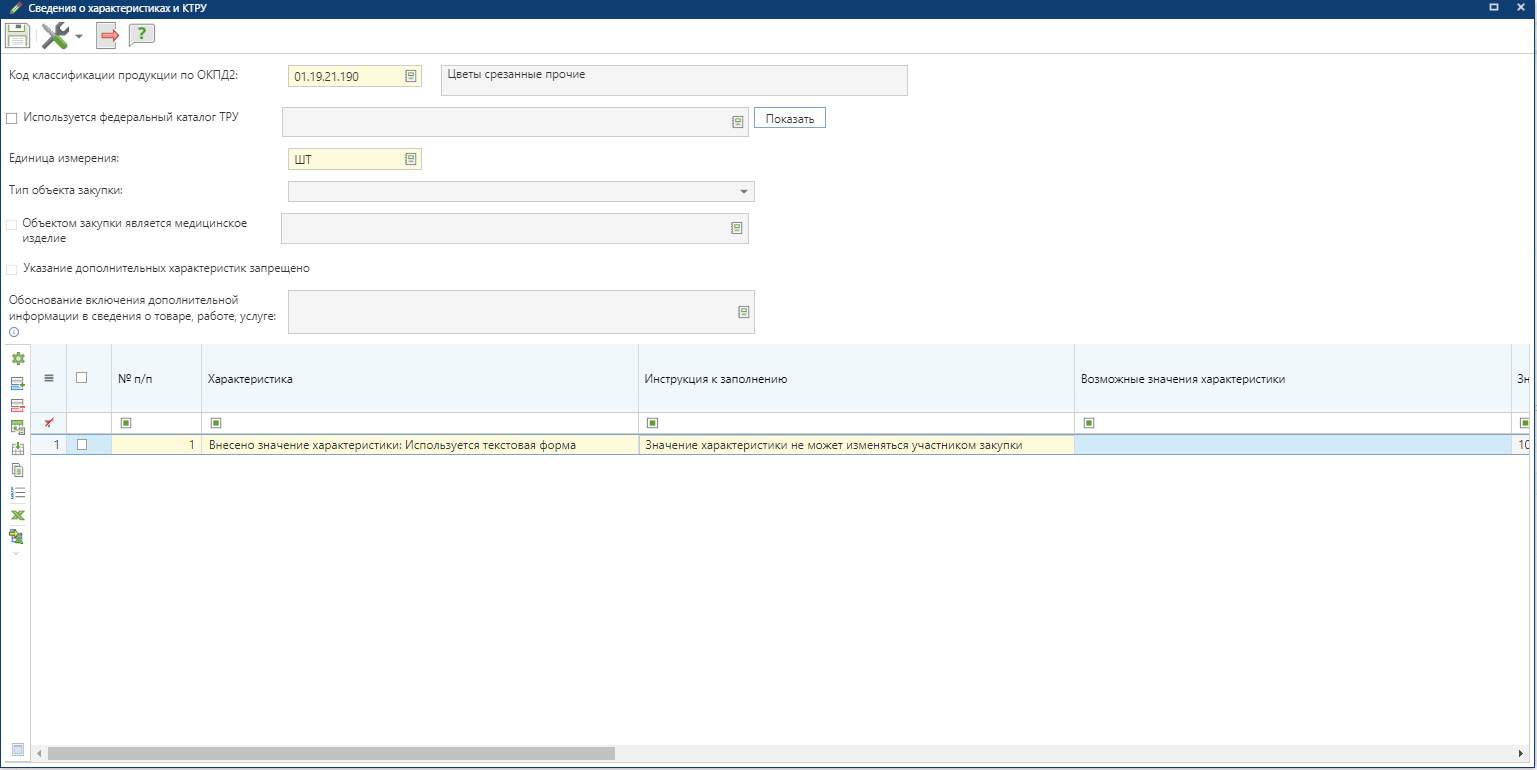 Сведения о характеристиках и КТРУ
?
Код классификации продукции по ОКПД2:
01.19.21.190
Цветы срезанные прочие
Используется федеральный каталог ТРУ
Показать
Единица измерения:
ШТ
Тип объекта закупки:
Объектом закупки является медицинское
изделие
Указание дополнительных характеристик запрещено
Обоснование включения дополнительной
информации в сведения о товаре, работе, услуге:
№ п/п
Характеристика
Инструкция к заполнению
Возможные значения характеристики
Зн
1
1
Внесено значение характеристики: Используется текстовая форма
Значение характеристики не может изменяться участником закупки
10